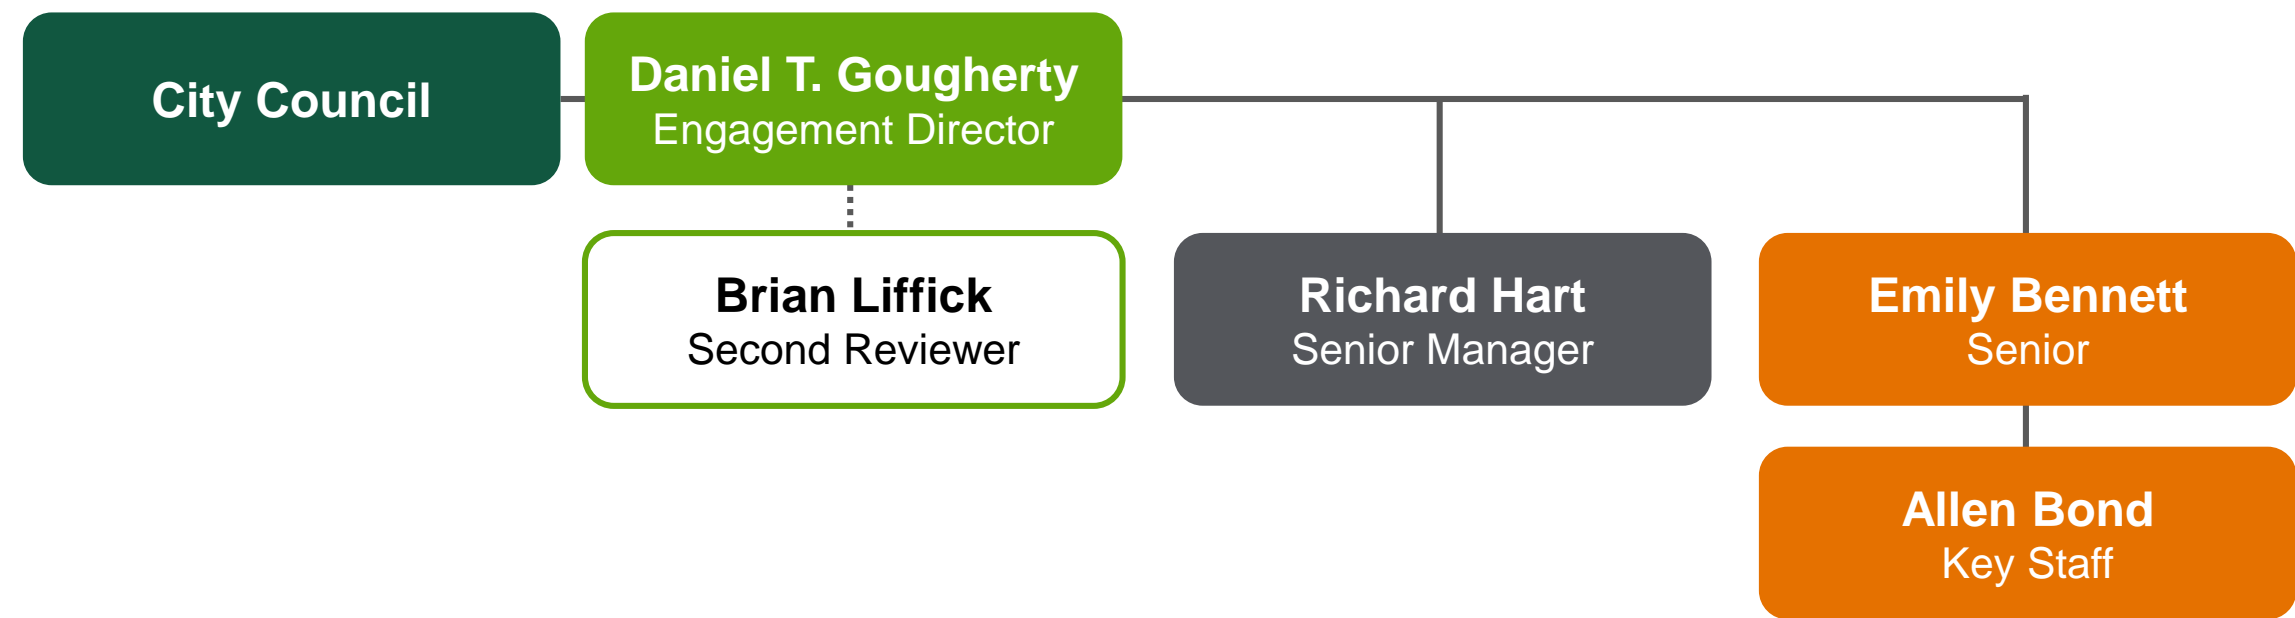 City Council
Daniel T. Gougherty
Engagement Director
Brian Liffick
Second Reviewer
Richard Hart
Senior Manager
Emily Bennett
Senior
Allen Bond
Key Staff